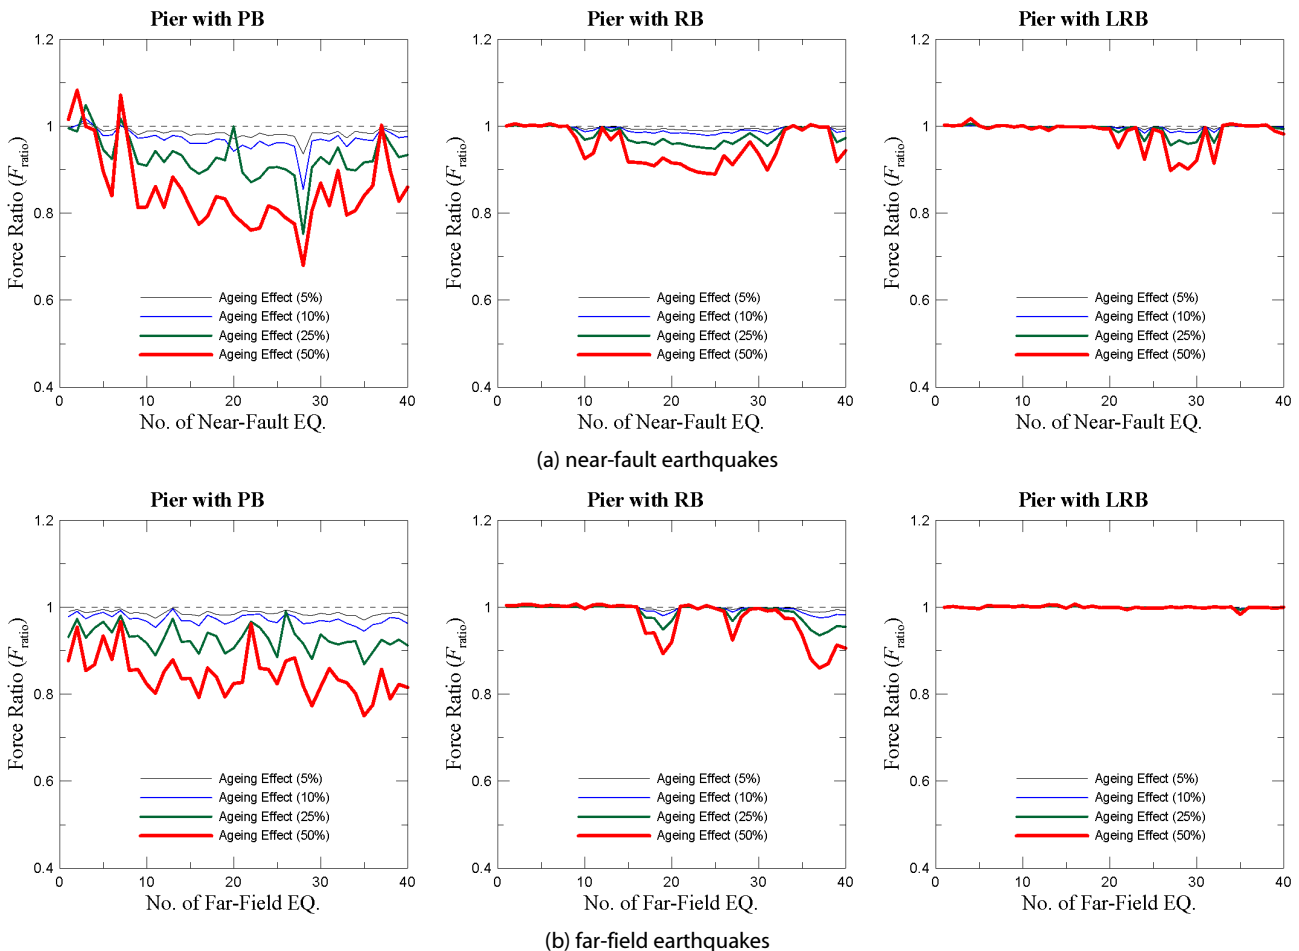 Pier with PB
1.2
1
0.8
0.6
0.4
Force Ratio (Fratio)
Ageing Effect (5%)
Ageing Effect (10%)
Ageing Effect (25%)
Ageing Effect (50%)
0 10 20 30 40
No. of Near-Fault EQ.
Pier with RB
1.2
1
0.8
0.6
0.4
Force Ratio (Fratio)
Ageing Effect (5%)
Ageing Effect (10%)
Ageing Effect (25%)
Ageing Effect (50%)
0 10 20 30 40
No. of Near-Fault EQ.
Pier with LRB
1.2
1
0.8
0.6
0.4
Force Ratio (Fratio)
Ageing Effect (5%)
Ageing Effect (10%)
Ageing Effect (25%)
Ageing Effect (50%)
0 10 20 30 40
No. of Near-Fault EQ.
(a) near-fault earthquakes
Pier with PB
1.2
1
0.8
0.6
0.4
Force Ratio (Fratio)
Ageing Effect (5%)
Ageing Effect (10%)
Ageing Effect (25%)
Ageing Effect (50%)
0 10 20 30 40
No. of Far-Field EQ.
Pier with RB
1.2
1
0.8
0.6
0.4
Force Ratio (Fratio)
Ageing Effect (5%)
Ageing Effect (10%)
Ageing Effect (25%)
Ageing Effect (50%)
0 10 20 30 40
No. of Far-Field EQ.
Pier with LRB
1.2
1
0.8
0.6
0.4
Force Ratio (Fratio)
Ageing Effect (5%)
Ageing Effect (10%)
Ageing Effect (25%)
Ageing Effect (50%)
0 10 20 30 40
No. of Far-Field EQ.
(b) far-field earthquakes